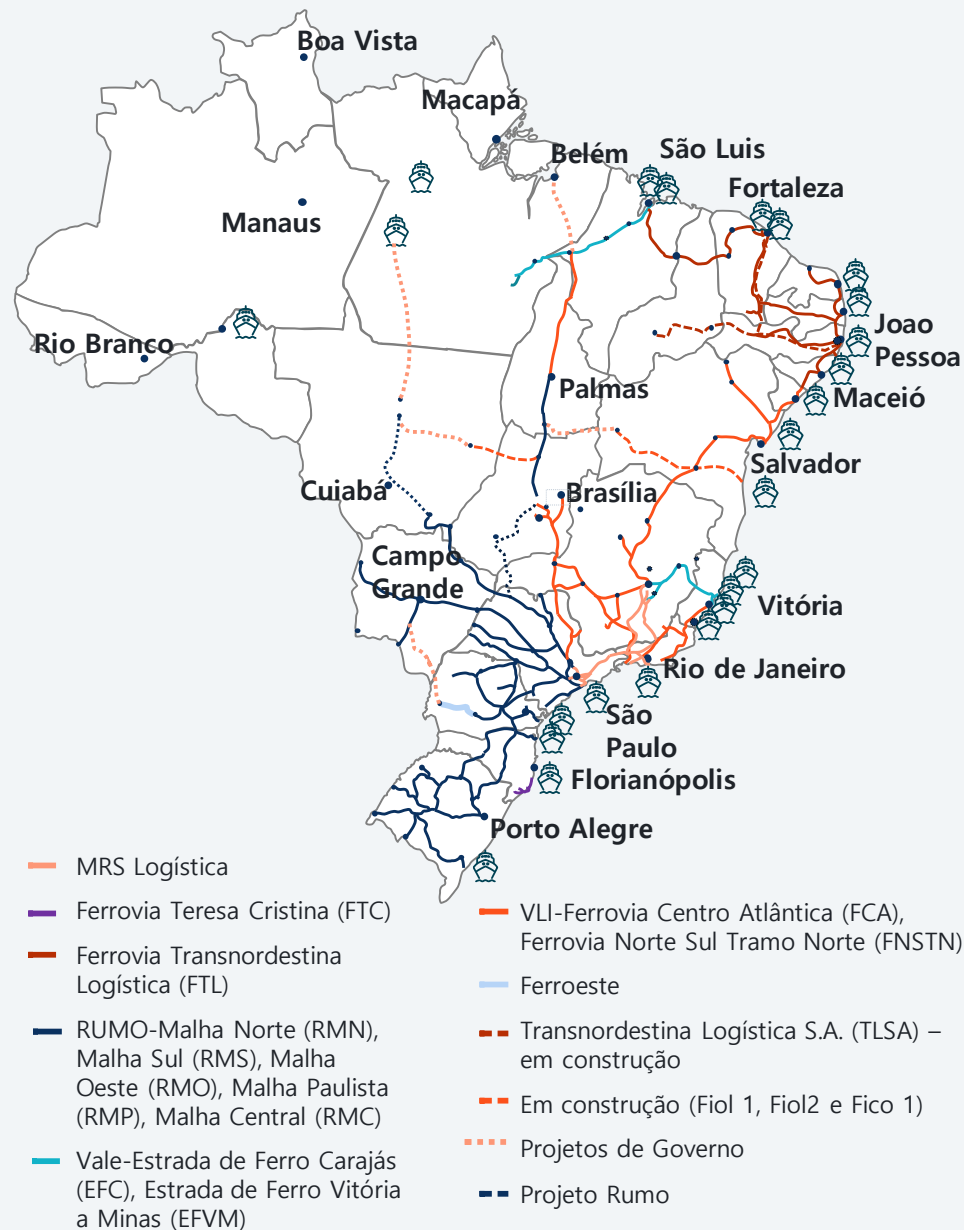 Boa Vista
Macapá
Belém
São Luis
Fortaleza
Manaus
Joao
Pessoa
Rio Branco
Palmas
Maceió
Salvador
Cuiabá
Brasília
Campo
Grande
Vitória
Rio de Janeiro
São
Paulo
Florianópolis
Porto Alegre
MRS Logística
Ferrovia Teresa Cristina (FTC)
Ferrovia Transnordestina
Logística (FTL)
RUMO-Malha Norte (RMN),
Malha Sul (RMS), Malha
Oeste (RMO), Malha Paulista
(RMP), Malha Central (RMC)
Vale-Estrada de Ferro Carajás
(EFC), Estrada de Ferro Vitória
a Minas (EFVM)
VLI-Ferrovia Centro Atlântica (FCA),
Ferrovia Norte Sul Tramo Norte (FNSTN)
Ferroeste
Transnordestina Logística S.A. (TLSA) –
em construção
Em construção (Fiol 1, Fiol2 e Fico 1)
Projetos de Governo
Projeto Rumo